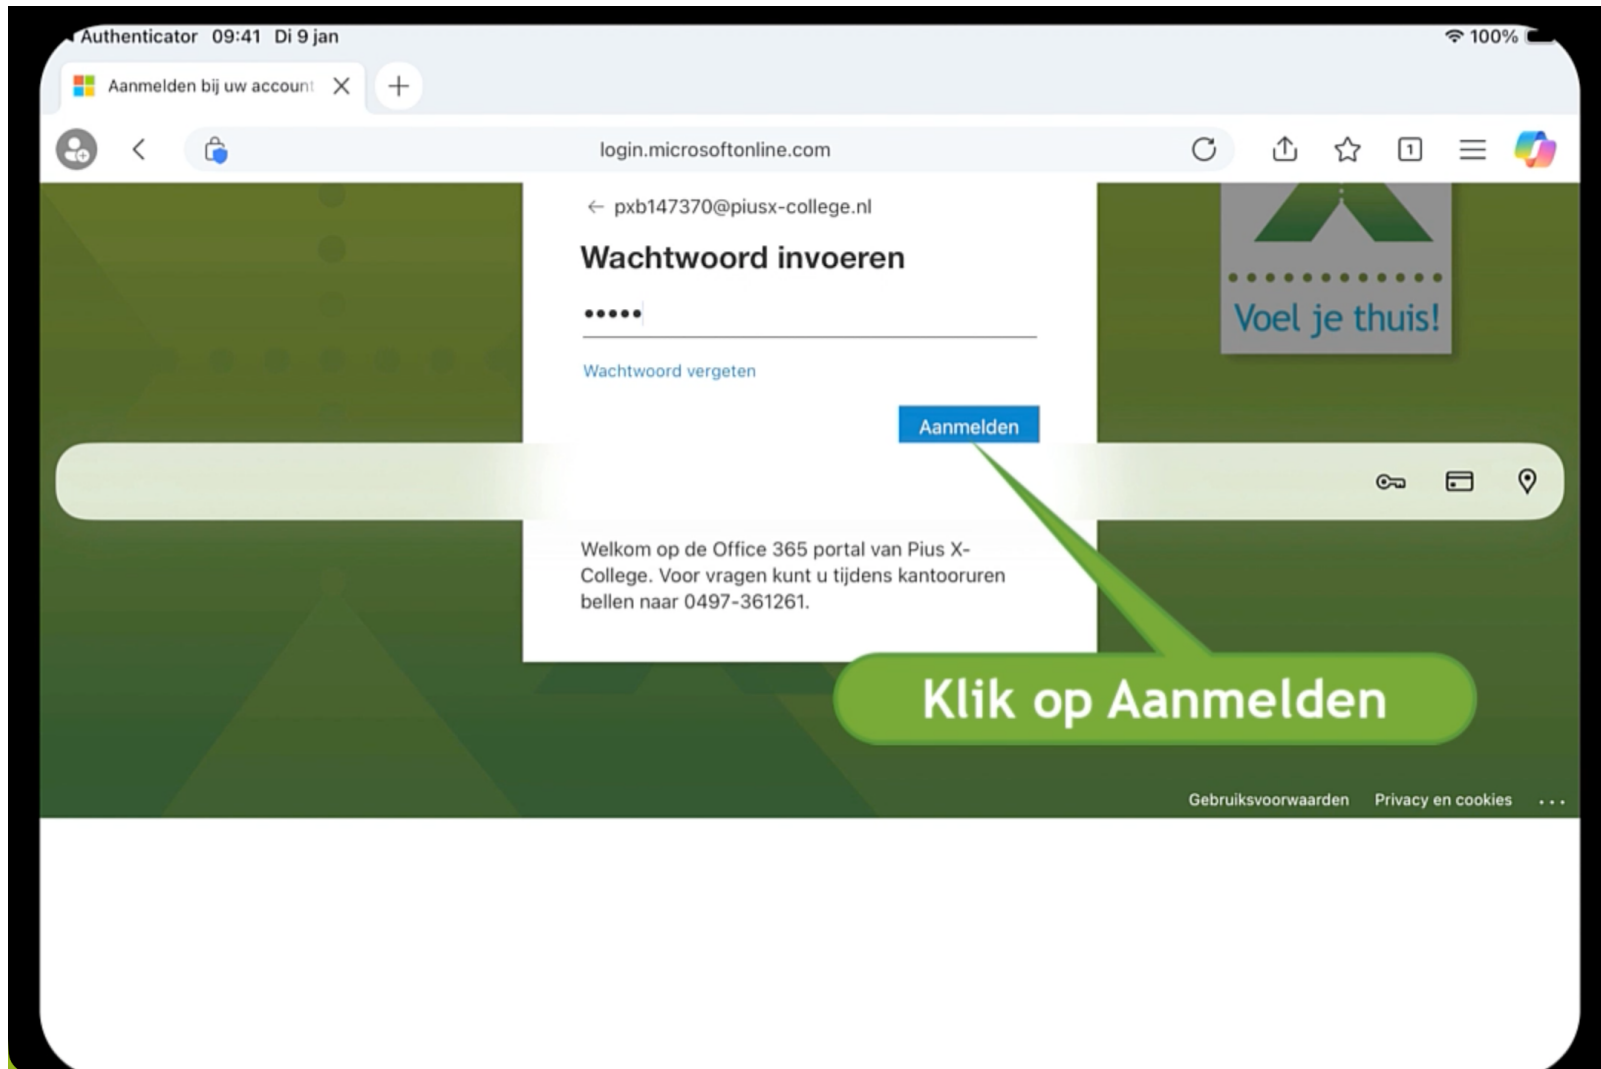 Authenticator 09:41 Di 9 jan
100%
Aanmelden bij uw account
login.microsoftonline.com
1
pxb147370@piusx-college.nl
Wachtwoord invoeren
•••••
Voel je thuis!
Wachtwoord vergeten
Aanmelden
Welkom op de Office 365 portal van Pius X-
College. Voor vragen kunt u tijdens kantooruren
bellen naar 0497-361261.
Klik op Aanmelden
Gebruiksvoorwaarden Privacy en cookies ...